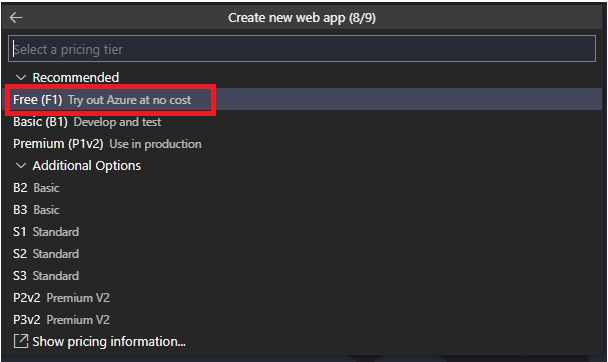 Create new web app (8/9)
Select a pricing tier
Recommended
Free (F1) Try out Azure at no cost
Basic (B1) Develop and test
Premium (P1v2) Use in production
Additional Options
B2 Basic
B3 Basic
S1 Standard
S2 Standard
S3 Standard
P2v2 Premium V2
P3v2 Premium V2
Show pricing information...